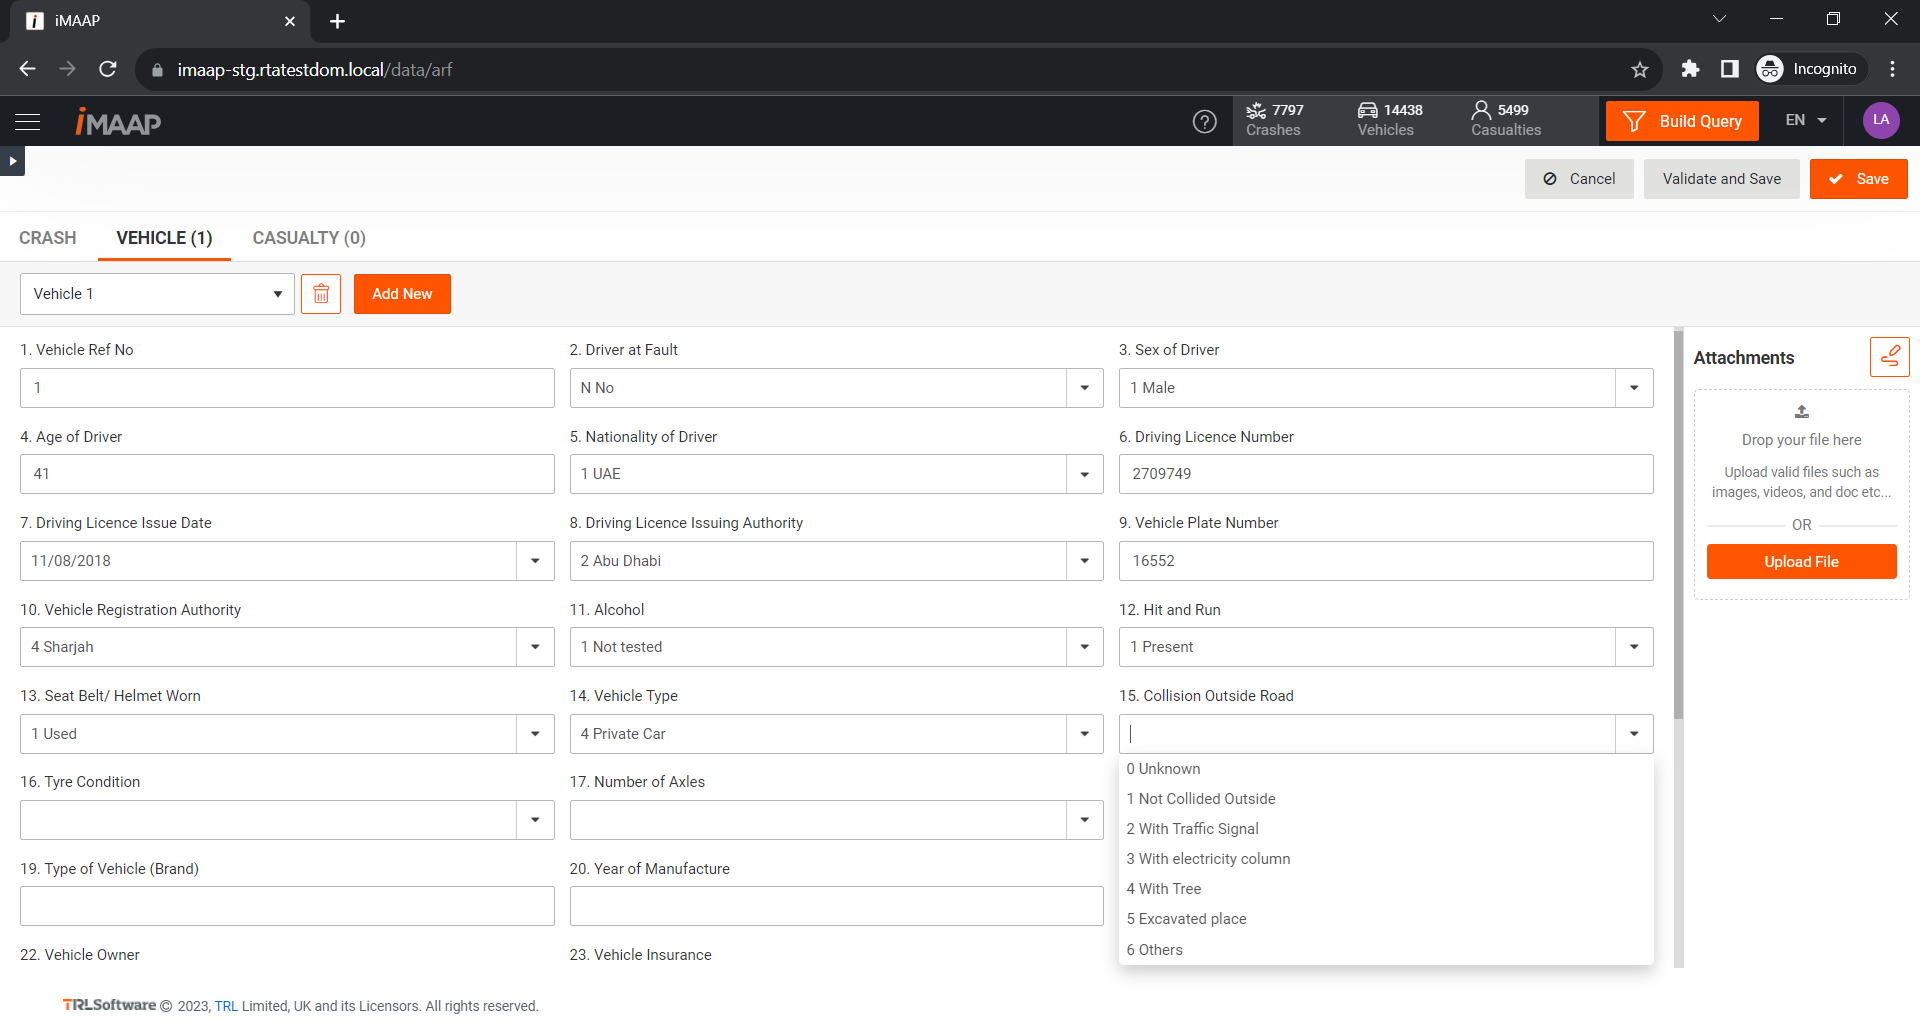 iMAAP
imaap-stg.rtatestdom.local/data/arf
Incognito
iMAAP
7797
Crashes
14438
Vehicles
5499
Casualties
Build Query
EN
LA
Cancel
Validate and Save
Save
CRASH
VEHICLE (1)
CASUALTY (0)
Vehicle 1
Add New
1. Vehicle Ref No
2. Driver at Fault
3. Sex of Driver
1
N No
1 Male
4. Age of Driver
5. Nationality of Driver
6. Driving Licence Number
41
1 UAE
2709749
7. Driving Licence Issue Date
8. Driving Licence Issuing Authority
9. Vehicle Plate Number
11/08/2018
2 Abu Dhabi
16552
10. Vehicle Registration Authority
11. Alcohol
12. Hit and Run
4 Sharjah
1 Not tested
1 Present
13. Seat Belt/ Helmet Worn
14. Vehicle Type
15. Collision Outside Road
1 Used
4 Private Car
0 Unknown
1 Not Collided Outside
2 With Traffic Signal
3 With electricity column
4 With Tree
5 Excavated place
6 Others
16. Tyre Condition
17. Number of Axles
19. Type of Vehicle (Brand)
20. Year of Manufacture
22. Vehicle Owner
23. Vehicle Insurance
Attachments
Drop your file here
Upload valid files such as
images, videos, and doc etc...
OR
Upload File
TRLSoftware © 2023, TRL Limited, UK and its Licensors. All rights reserved.